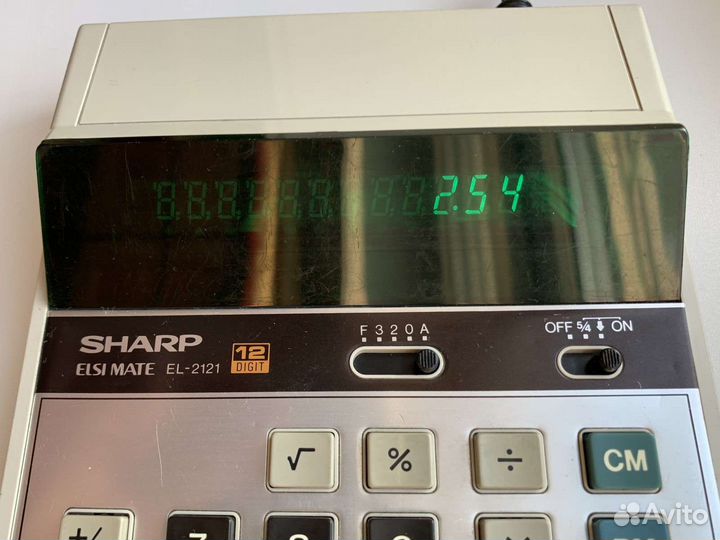 2.54
SHARP
F 3 2 0 A
OFF 5/4 ↓ ON
ELSI MATE EL-2121
12
DIGIT
√ % ÷ CM
+/-
Avito